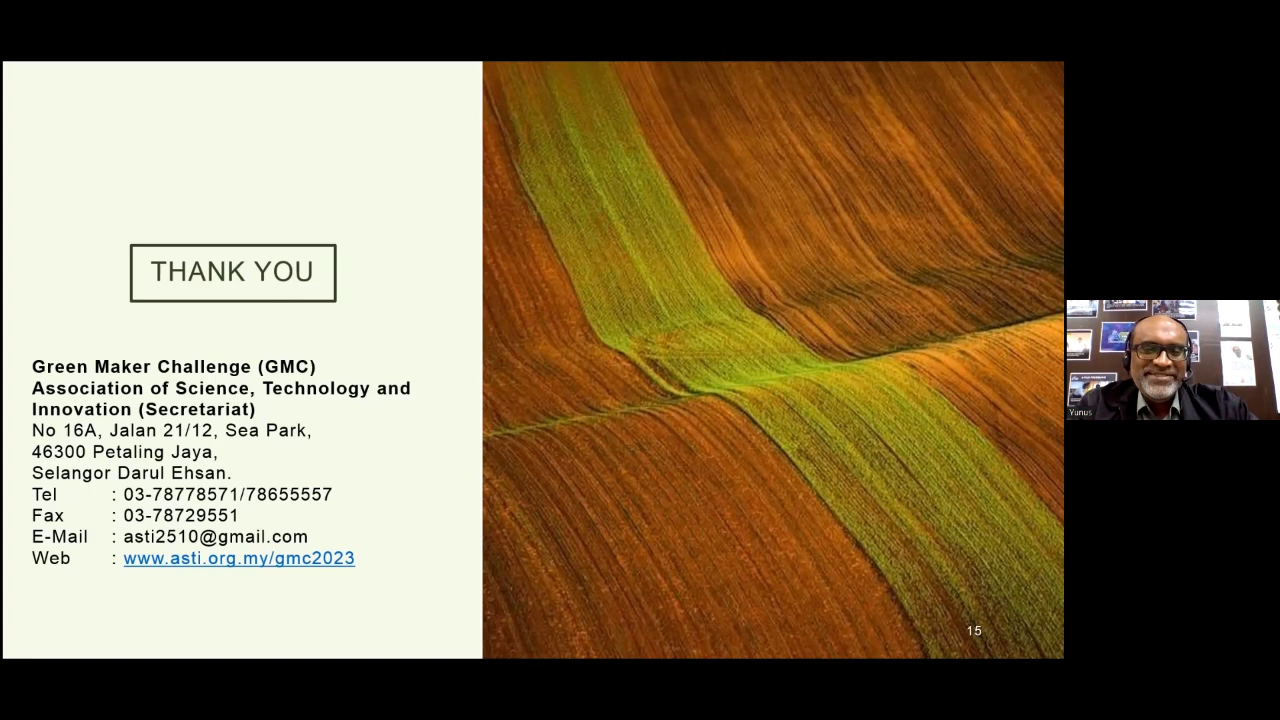 THANK YOU
Green Maker Challenge (GMC)
Association of Science, Technology and
Innovation (Secretariat)
No 16A, Jalan 21/12, Sea Park,
46300 Petaling Jaya,
Selangor Darul Ehsan.
Tel : 03-78778571/78655557
Fax : 03-78729551
E-Mail : asti2510@gmail.com
Web : www.asti.org.my/gmc2023
15
Yunus